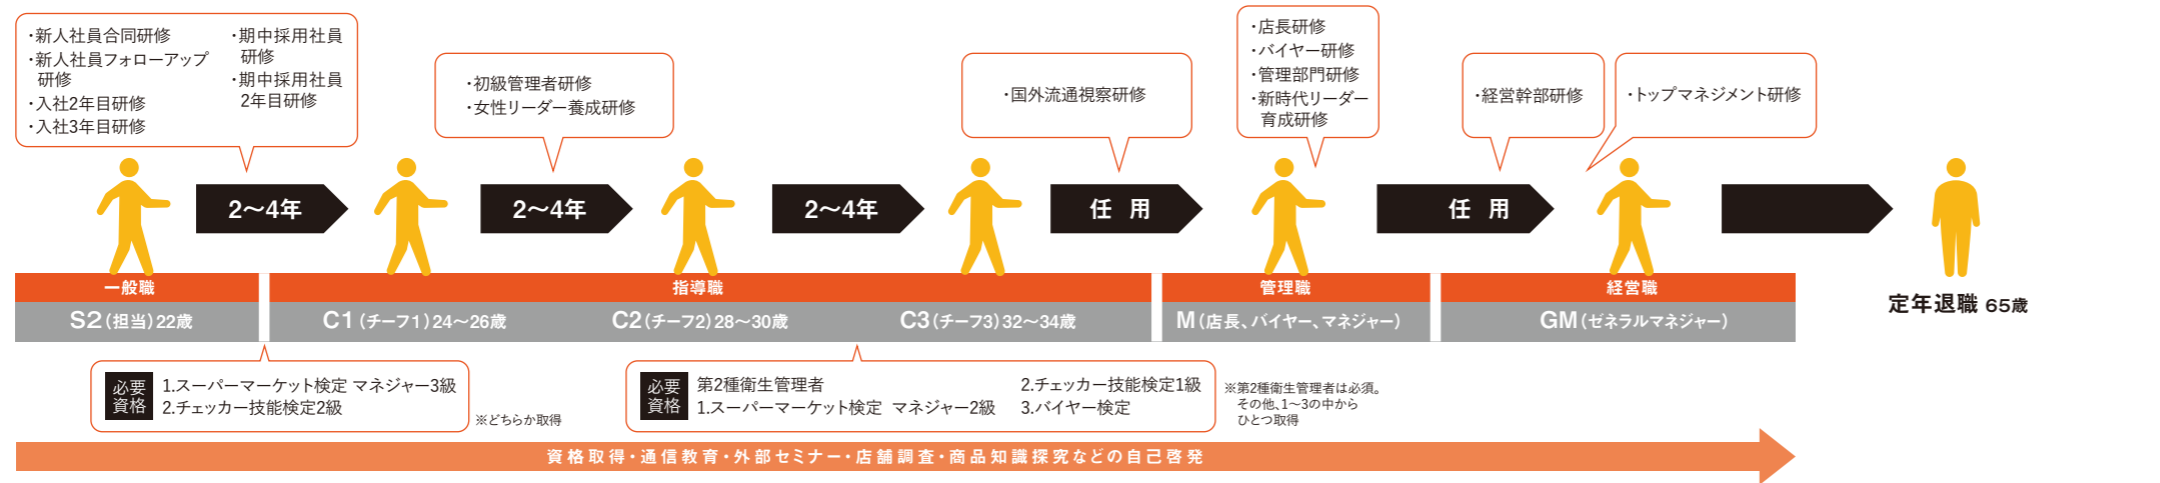 ・新人社員合同研修
・新人社員フォローアップ
研修
・入社2年目研修
・入社3年目研修
・期中採用社員
研修
・期中採用社員
2年目研修
・初級管理者研修
・女性リーダー養成研修
・国外流通視察研修
・店長研修
・バイヤー研修
・管理部門研修
・新時代リーダー
育成研修
・経営幹部研修
・トップマネジメント研修
2〜4年
2〜4年
2〜4年
任 用
任 用
一般職
指導職
管理職
経営職
S2(担当)22歳
C1(チーフ1)24〜26歳
C2(チーフ2)28〜30歳
C3(チーフ3)32〜34歳
M(店長、バイヤー、マネジャー)
GM(ゼネラルマネジャー)
定年退職 65歳
必要
資格
1.スーパーマーケット検定 マネジャー3級
2.チェッカー技能検定2級
※どちらか取得
必要
資格
第2種衛生管理者
1.スーパーマーケット検定 マネジャー2級
2.チェッカー技能検定1級
3.バイヤー検定
※第2種衛生管理者は必須。
その他、1〜3の中から
ひとつ取得
資格取得・通信教育・外部セミナー・店舗調査・商品知識探究などの自己啓発